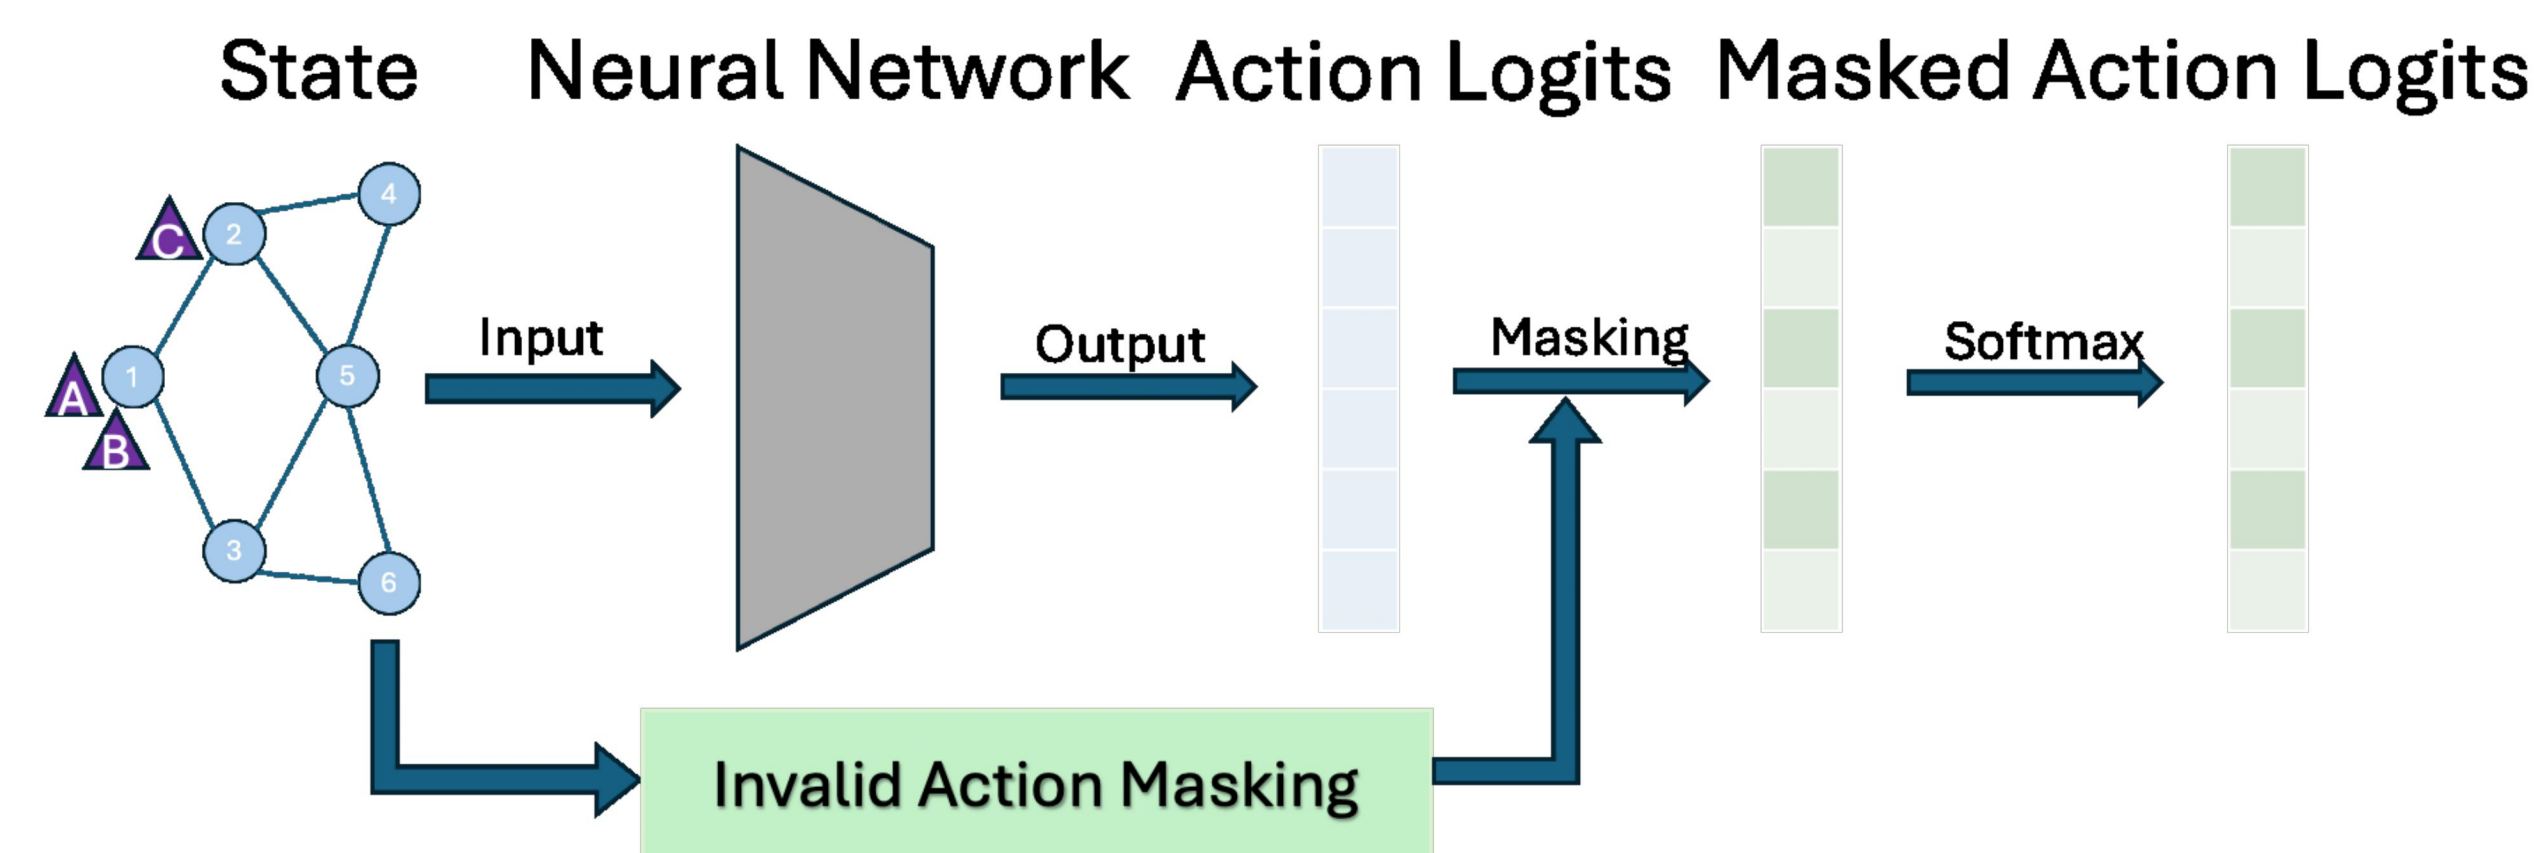 State Neural Network Action Logits Masked Action Logits
4
2
C
Input
Output
Masking
Softmax
1
5
A
B
3
6
Invalid Action Masking